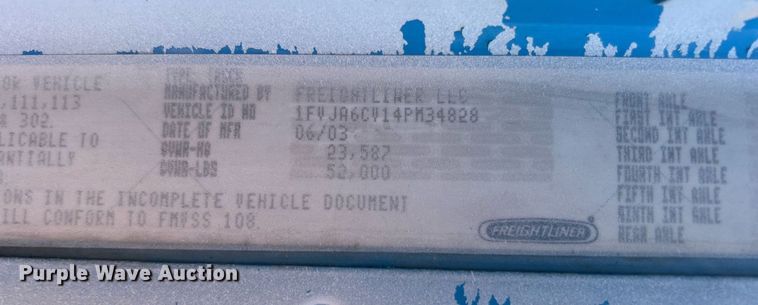 OR VEHICLE
,111,113
& 302.
LICABLE TO
ANTIALLY
TYPE TRUCK
MANUFACTURED BY FREIGHTLINER LLC
VEHICLE ID NO 1FVJA6CV14PM34828
DATE OF MFR 06/03
GVWR-KG 23,587
GVWR-LBS 52,000
IONS IN THE INCOMPLETE VEHICLE DOCUMENT
ILL CONFORM TO FMVSS 108.
FREIGHTLINER
FRONT AXLE
FIRST INT AXLE
SECOND INT AXLE
THIRD INT AXLE
FOURTH INT AXLE
FIFTH INT AXLE
NINTH INT AXLE
REAR AXLE
Purple Wave Auction